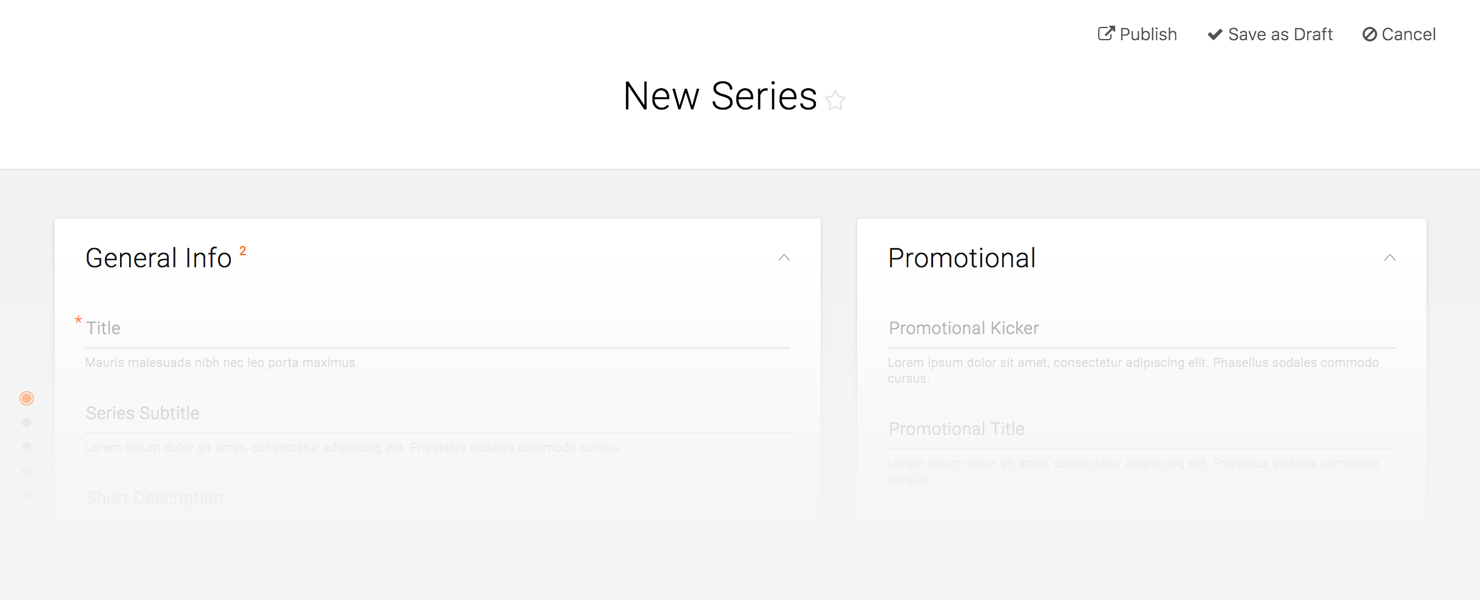 Publish Save as Draft Cancel
New Series
General Info 2
* Title
Mauris malesuada nibh nec leo porta maximus.
Series Subtitle
Lorem ipsum dolor sit amet, consectetur adipiscing elit. Phasellus sodales commodo cursus.
Short Description
Promotional
Promotional Kicker
Lorem ipsum dolor sit amet, consectetur adipiscing elit. Phasellus sodales commodo
cursus.
Promotional Title
Lorem ipsum dolor sit amet, consectetur adipiscing elit. Phasellus sodales commodo
cursus.
Promotional Description